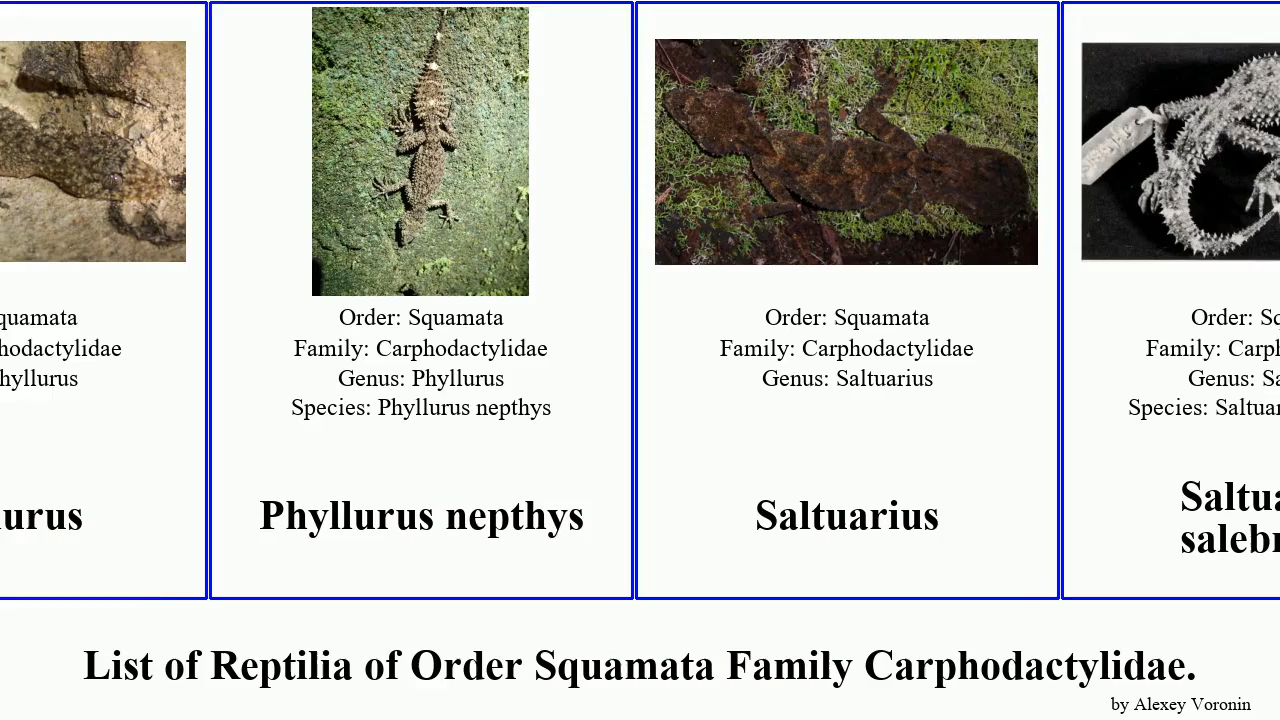 quamata
hodactylidae
hyllurus
urus
Order: Squamata
Family: Carphodactylidae
Genus: Phyllurus
Species: Phyllurus nepthys
Phyllurus nepthys
Order: Squamata
Family: Carphodactylidae
Genus: Saltuarius
Saltuarius
Order: Sq
Family: Carph
Genus: Sa
Species: Saltuar
Saltua
salebr
List of Reptilia of Order Squamata Family Carphodactylidae.
by Alexey Voronin